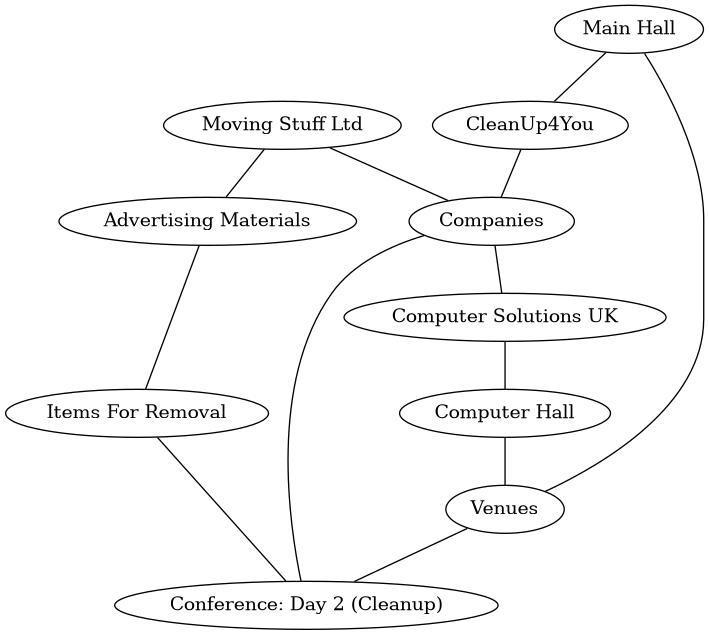 Main Hall
Moving Stuff Ltd
CleanUp4You
Advertising Materials
Companies
Computer Solutions UK
Items For Removal
Computer Hall
Venues
Conference: Day 2 (Cleanup)